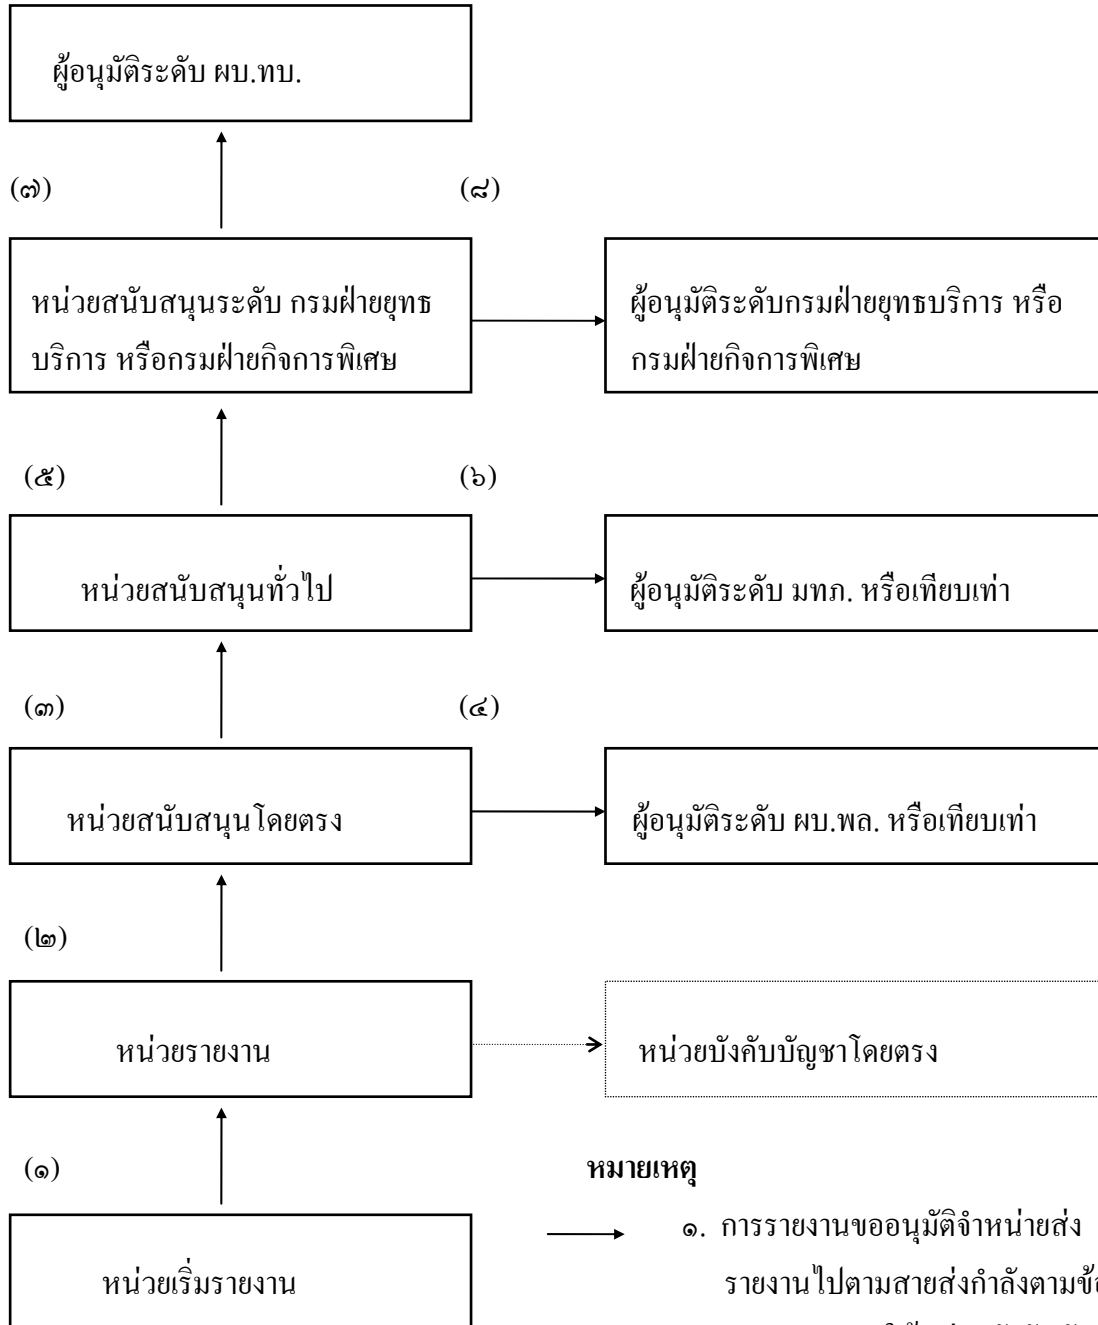 ผู้อนุมัติระดับ ผบ.ทบ.
(๗)
(๘)
หน่วยสนับสนุนระดับ กรมฝ่ายยุทธ
บริการ หรือกรมฝ่ายกิจการพิเศษ
ผู้อนุมัติระดับกรมฝ่ายยุทธบริการ หรือ
กรมฝ่ายกิจการพิเศษ
(๕)
(๖)
หน่วยสนับสนุนทั่วไป
ผู้อนุมัติระดับ มทภ. หรือเทียบเท่า
(๓)
(๔)
หน่วยสนับสนุนโดยตรง
ผู้อนุมัติระดับ ผบ.พล. หรือเทียบเท่า
(๒)
หน่วยรายงาน
หน่วยบังคับบัญชาโดยตรง
(๑)
หมายเหตุ
๑. การรายงานขออนุมัติจำหน่ายส่ง
รายงานไปตามสายส่งกำลังตามข้อ
หน่วยเริ่มรายงาน